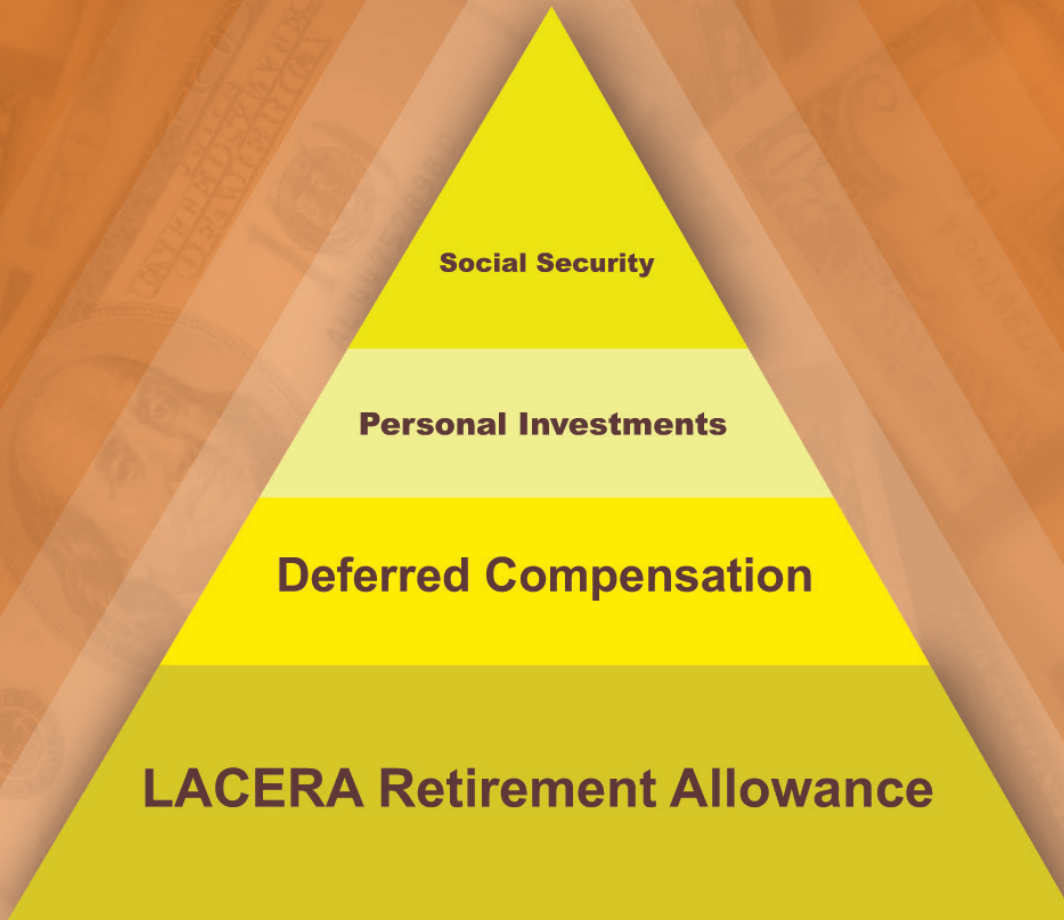 Social Security
Personal Investments
Deferred Compensation
LACERA Retirement Allowance